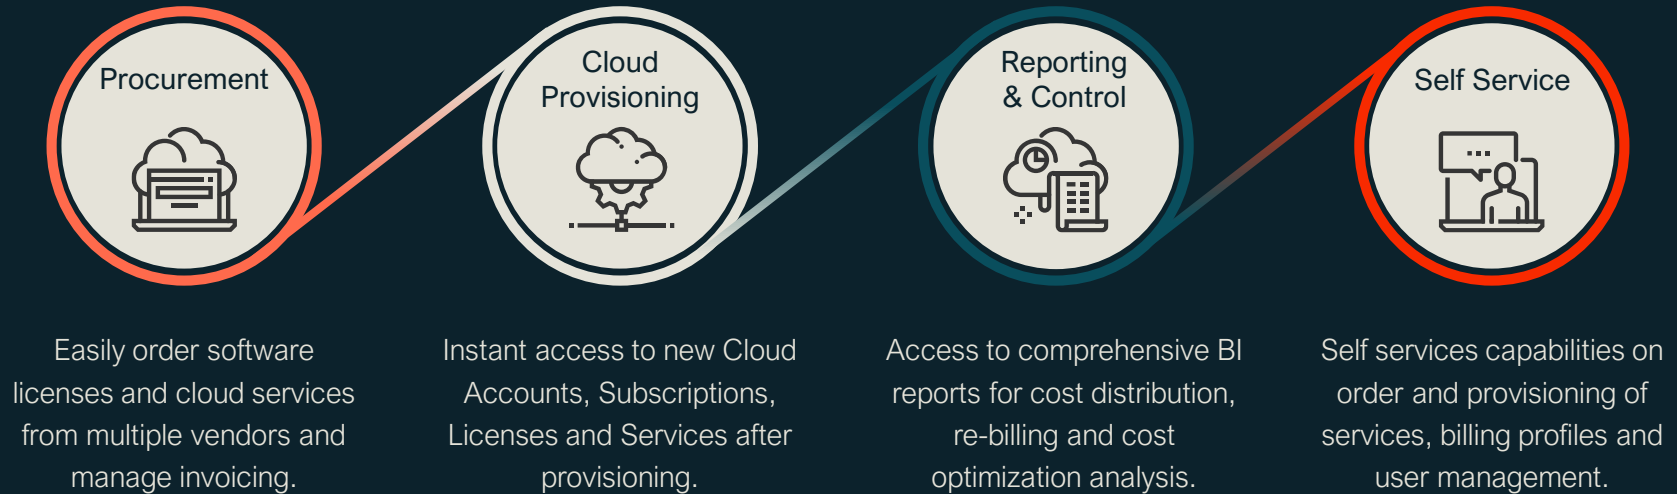 Procurement
Easily order software
licenses and cloud services
from multiple vendors and
manage invoicing.
Cloud
Provisioning
Instant access to new Cloud
Accounts, Subscriptions,
Licenses and Services after
provisioning.
Reporting
& Control
Access to comprehensive BI
reports for cost distribution,
re-billing and cost
optimization analysis.
Self Service
Self services capabilities on
order and provisioning of
services, billing profiles and
user management.